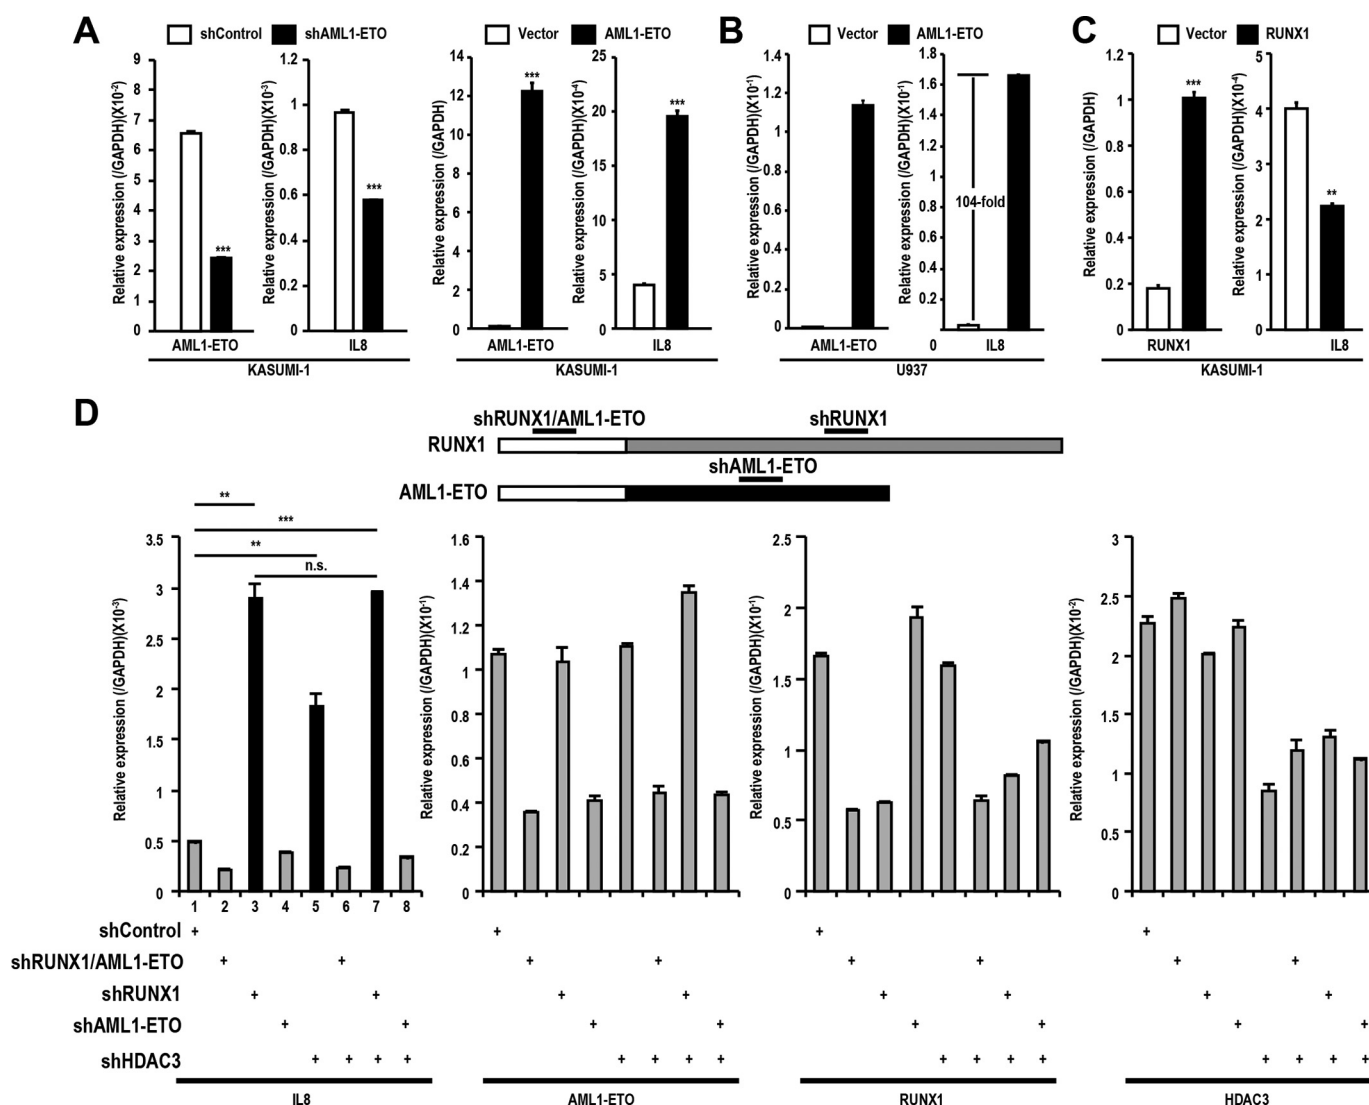 A
shControl shAML1-ETO
Vector AML1-ETO
B
Vector AML1-ETO
C
Vector RUNX1
Relative expression (/GAPDH)(X10-2)
9
8
7
6
5
4
3
2
1
0
***
AML1-ETO
Relative expression (/GAPDH)(X10-3)
1.2
1
0.8
0.6
0.4
0.2
0
***
IL8
KASUMI-1
Relative expression (/GAPDH)
14
12
10
8
6
4
2
0
***
AML1-ETO
Relative expression (/GAPDH)(X10-4)
25
20
15
10
5
0
***
IL8
KASUMI-1
Relative expression (/GAPDH)(X10-1)
1.4
1.2
1
0.8
0.6
0.4
0.2
0
AML1-ETO
Relative expression (/GAPDH)(X10-1)
1.8
1.6
1.4
1.2
1
0.8
0.6
0.4
0.2
0
104-fold
IL8
U937
Relative expression (/GAPDH)
1.2
1
0.8
0.6
0.4
0.2
0
***
RUNX1
Relative expression (/GAPDH)(X10-4)
5
4
3
2
1
0
**
IL8
KASUMI-1
D
shRUNX1/AML1-ETO shRUNX1
RUNX1
shAML1-ETO
AML1-ETO
**
***
**
n.s.
Relative expression (/GAPDH)(X10-3)
3.5
3
2.5
2
1.5
1
0.5
0
1 2 3 4 5 6 7 8
Relative expression (/GAPDH)(X10-1)
1.6
1.4
1.2
1
0.8
0.6
0.4
0.2
0
Relative expression (/GAPDH)(X10-1)
2.5
2
1.5
1
0.5
0
Relative expression (/GAPDH)(X10-2)
3
2.5
2
1.5
1
0.5
0
shControl + + + +
shRUNX1/AML1-ETO + + + + + + + +
shRUNX1 + + + + + + + +
shAML1-ETO + + + + + + + +
shHDAC3 + + + + + + + + + + + + + + + +
IL8 AML1-ETO RUNX1 HDAC3